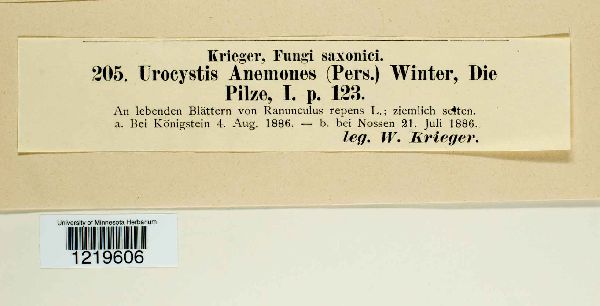 Krieger, Fungi saxonici.
205. Urocystis Anemones (Pers.) Winter, Die
Pilze, I. p. 123.
An lebenden Blättern von Ranunculus repens L.; ziemlich selten.
a. Bei Königstein 4. Aug. 1886. — b. bei Nossen 21. Juli 1886.
leg. W. Krieger.
University of Minnesota Herbarium
1219606